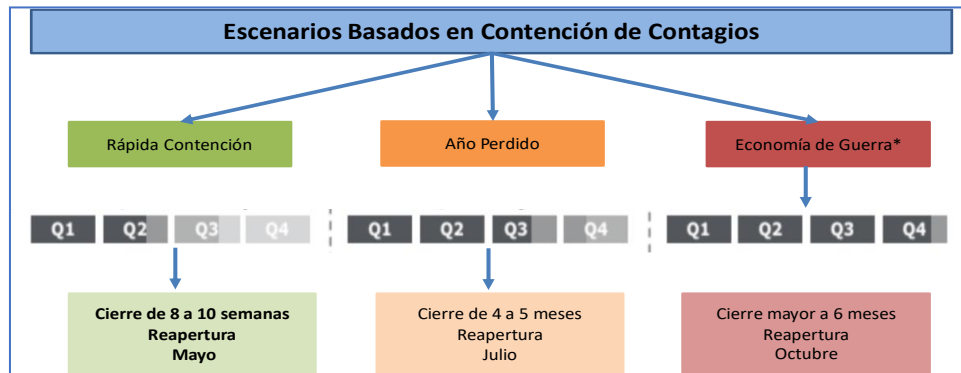 Escenarios Basados en Contención de Contagios
Rápida Contención
Año Perdido
Economía de Guerra*
Q1 Q2 Q3 Q4
Q1 Q2 Q3 Q4
Q1 Q2 Q3 Q4
Cierre de 8 a 10 semanas
Reapertura
Mayo
Cierre de 4 a 5 meses
Reapertura
Julio
Cierre mayor a 6 meses
Reapertura
Octubre